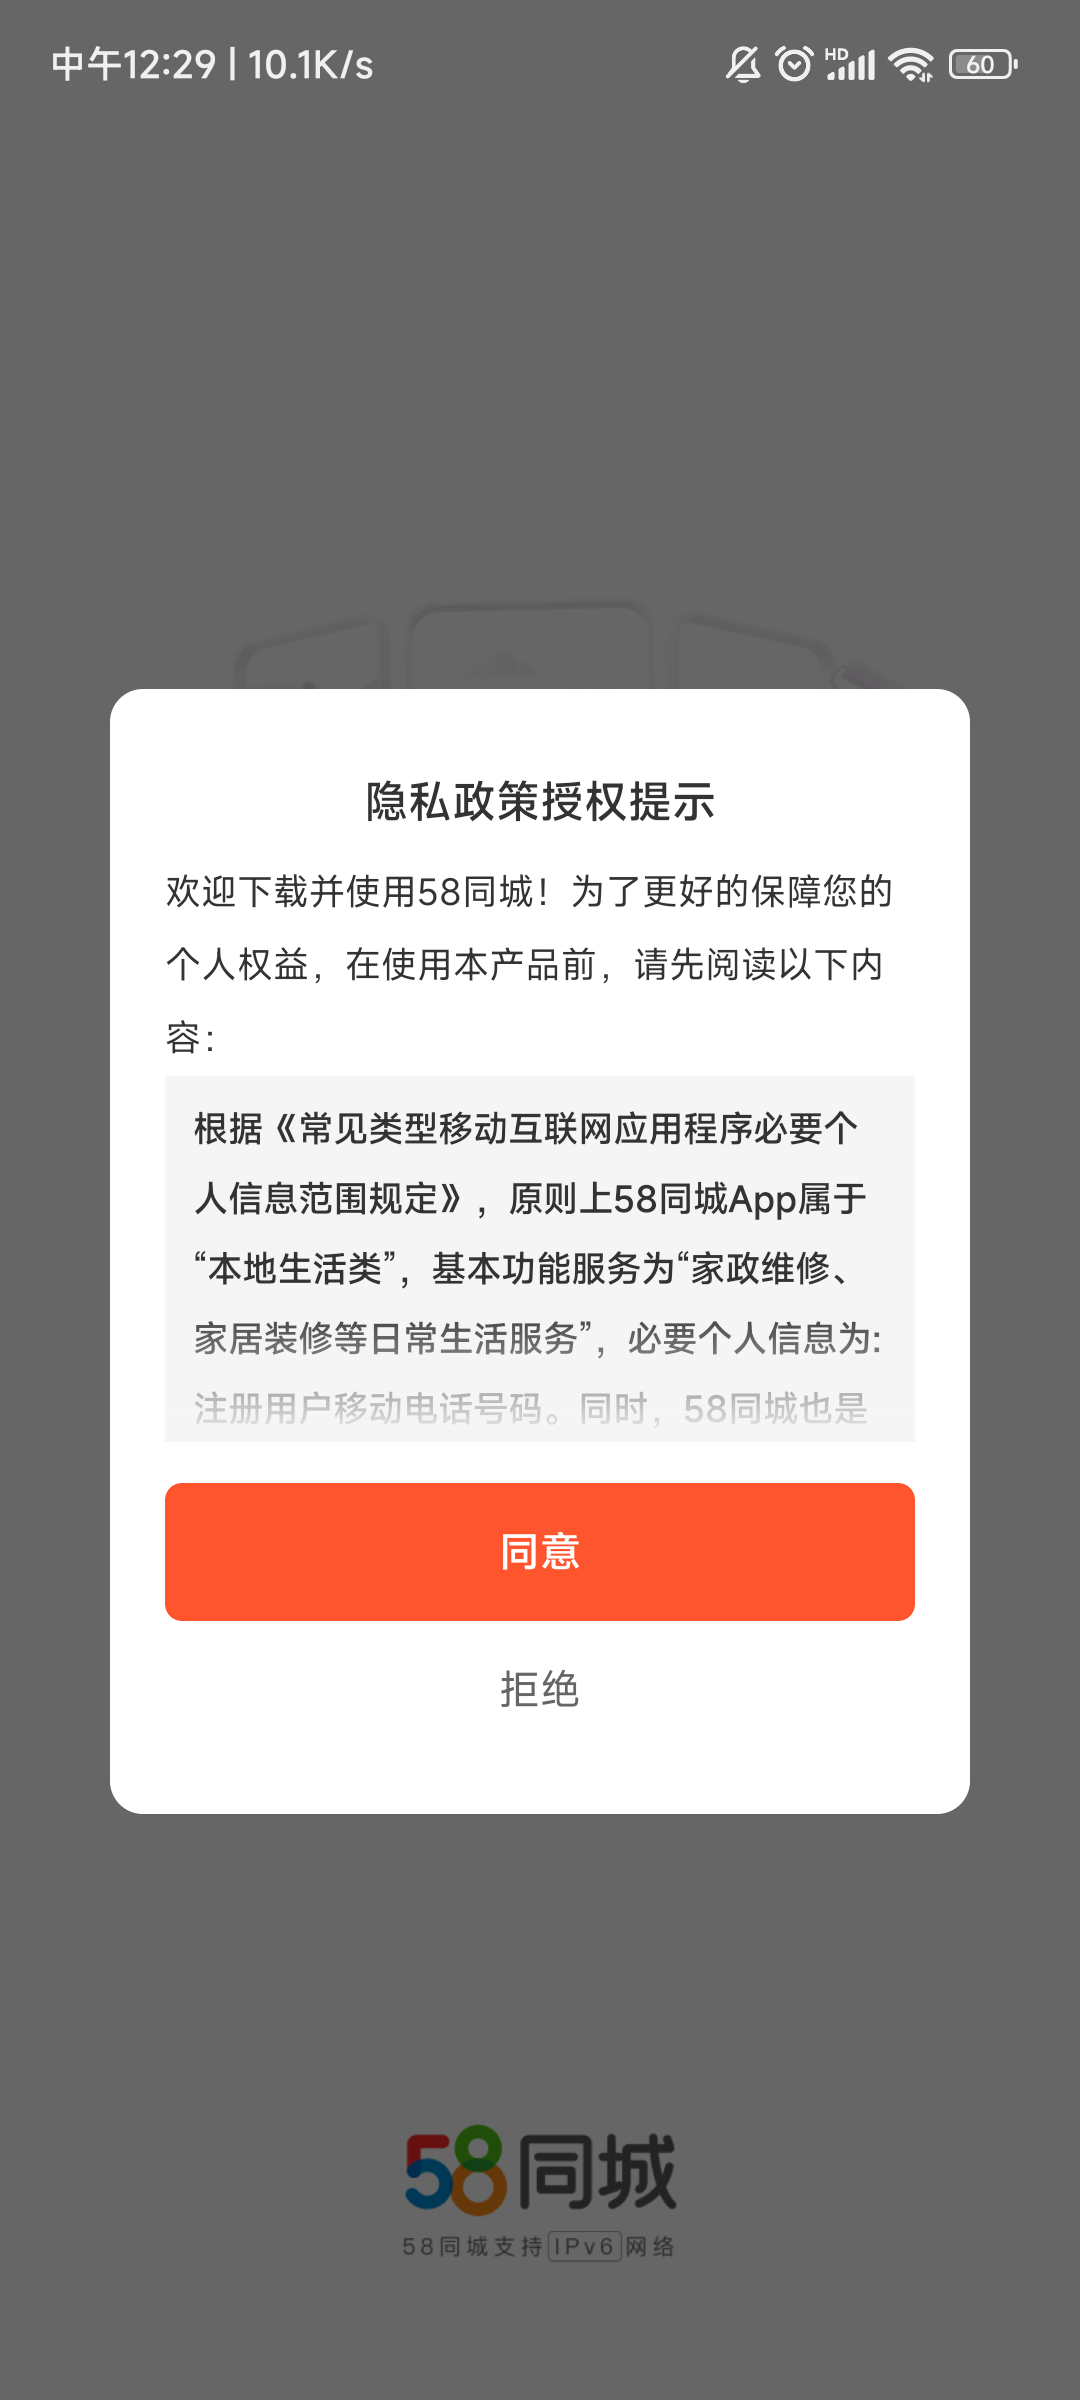 中午12:29 | 10.1K/s
HD
60
隐私政策授权提示
欢迎下载并使用58同城！为了更好的保障您的
个人权益，在使用本产品前，请先阅读以下内
容：
根据《常见类型移动互联网应用程序必要个
人信息范围规定》，原则上58同城App属于
“本地生活类”，基本功能服务为“家政维修、
家居装修等日常生活服务”，必要个人信息为:
注册用户移动电话号码。同时，58同城也是
同意
拒绝
58同城
58同城支持IPv6网络